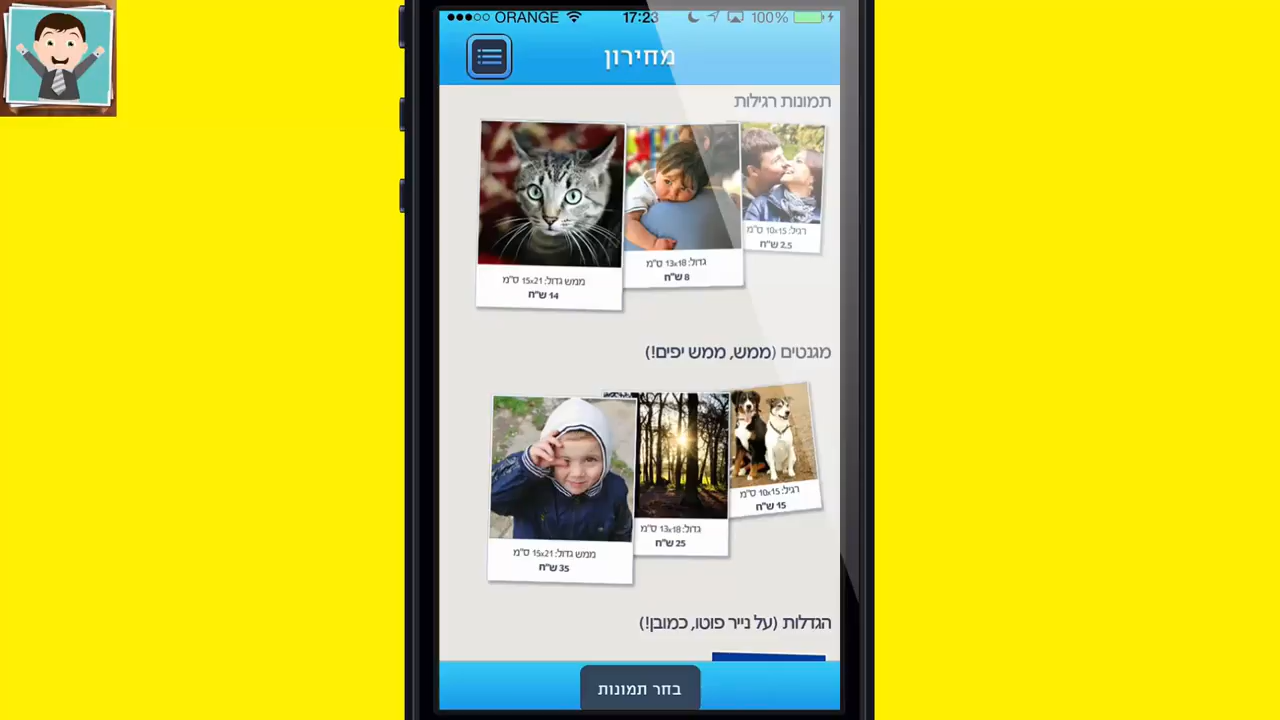 ORANGE 17:23 100%
מחירון
תמונות רגילות
רגיל: 10x15 ס"מ
2.5 ש"ח
גדול: 13x18 ס"מ
8 ש"ח
ממש גדול: 15x21 ס"מ
14 ש"ח
מגנטים (ממש, ממש יפים!)
רגיל: 10x15 ס"מ
15 ש"ח
גדול: 13x18 ס"מ
25 ש"ח
ממש גדול: 15x21 ס"מ
35 ש"ח
הגדלות (על נייר פוטו, כמובן!)
בחר תמונות